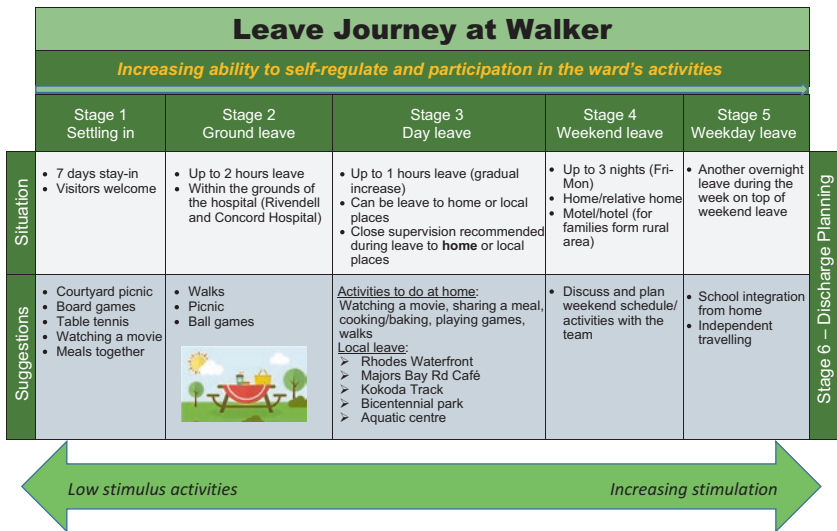 Leave Journey at Walker
Increasing ability to self-regulate and participation in the ward's activities
Stage 1
Settling in
Stage 2
Ground leave
Stage 3
Day leave
Stage 4
Weekend leave
Stage 5
Weekday leave
Situation
• 7 days stay-in
• Visitors welcome
• Up to 2 hours leave
• Within the grounds of
the hospital (Rivendell
and Concord Hospital)
• Up to 1 hours leave (gradual
increase)
• Can be leave to home or local
places
• Close supervision recommended
during leave to home or local
places
• Up to 3 nights (Fri-
Mon)
• Home/relative home
• Motel/hotel (for
families form rural
area)
• Another overnight
leave during the
week on top of
weekend leave
Suggestions
• Courtyard picnic
• Board games
• Table tennis
• Watching a movie
• Meals together
• Walks
• Picnic
• Ball games
Activities to do at home:
Watching a movie, sharing a meal,
cooking/baking, playing games,
walks
Local leave:
➢ Rhodes Waterfront
➢ Majors Bay Rd Café
➢ Kokoda Track
➢ Bicentennial park
➢ Aquatic centre
• Discuss and plan
weekend schedule/
activities with the
team
• School integration
from home
• Independent
travelling
Stage 6 – Discharge Planning
Low stimulus activities
Increasing stimulation